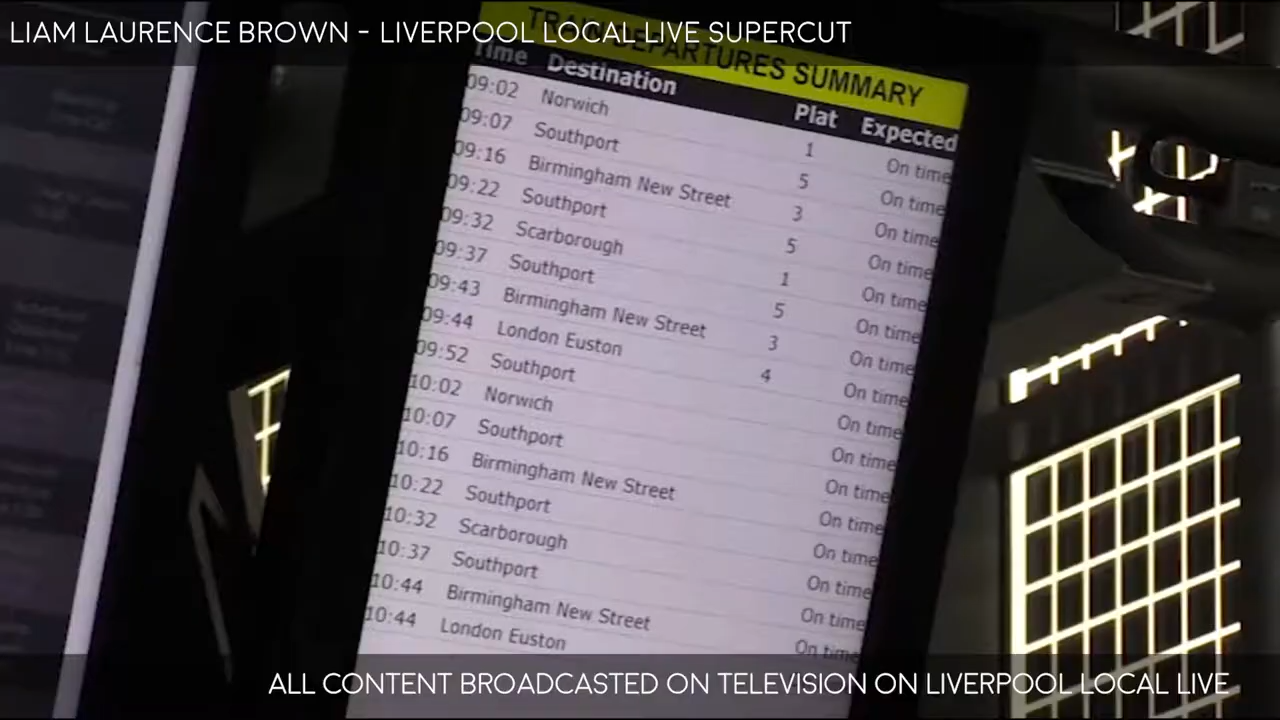 LIAM LAURENCE BROWN - LIVERPOOL LOCAL LIVE SUPERCUT
TRAIN DEPARTURES SUMMARY
Time Destination Plat Expected
09:02 Norwich 1 On time
09:07 Southport 5 On time
09:16 Birmingham New Street 3 On time
09:22 Southport 5 On time
09:32 Scarborough 1 On time
09:37 Southport 5 On time
09:43 Birmingham New Street 3 On time
09:44 London Euston 4 On time
09:52 Southport On time
10:02 Norwich On time
10:07 Southport On time
10:16 Birmingham New Street On time
10:22 Southport On time
10:32 Scarborough On time
10:37 Southport On time
10:44 Birmingham New Street On time
10:44 London Euston
ALL CONTENT BROADCASTED ON TELEVISION ON LIVERPOOL LOCAL LIVE